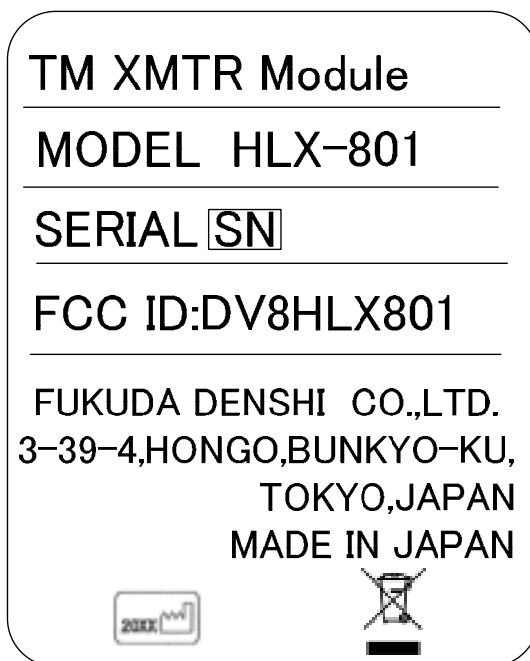 TM XMTR Module
MODEL HLX-801
SERIAL SN
FCC ID:DV8HLX801
FUKUDA DENSHI CO.,LTD.
3-39-4,HONGO,BUNKYO-KU,
TOKYO,JAPAN
MADE IN JAPAN
20XX